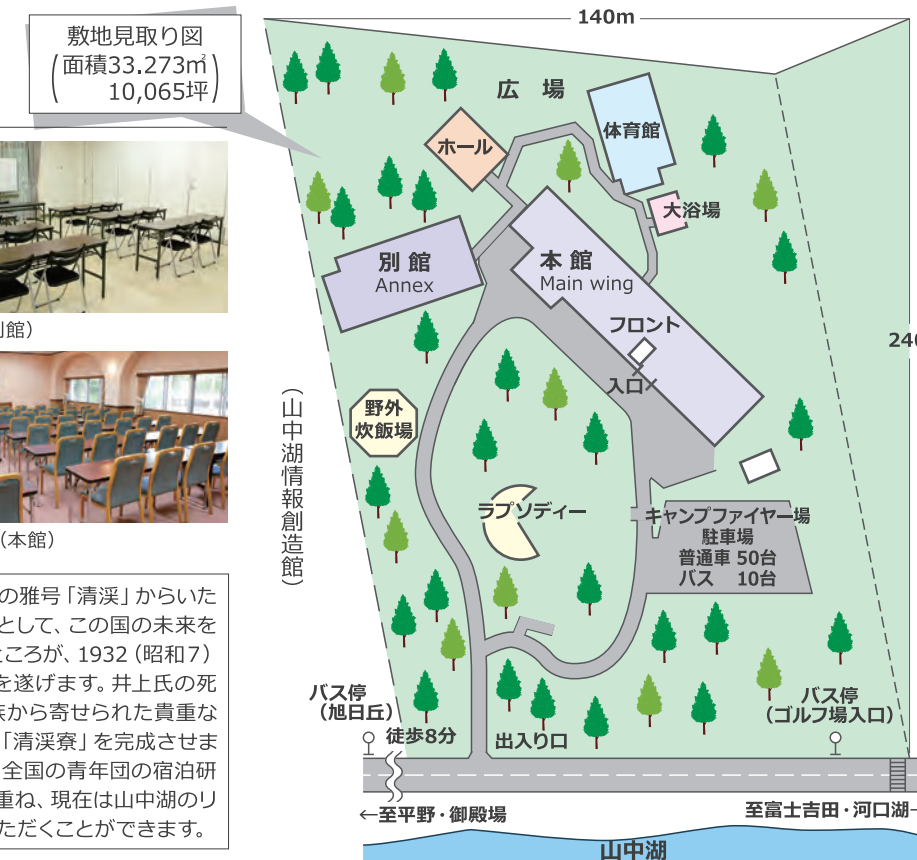 敷地見取り図
(面積33.273㎡
10,065坪)
140m
広 場
体育館
ホール
大浴場
別 館
Annex
本 館
Main wing
フロント
入口
240
別館)
野外
炊飯場
(山中湖情報創造館)
ラプソディー
キャンプファイヤー場
駐車場
普通車 50台
バス 10台
(本館)
の雅号「清渓」からいた
として、この国の未来を
ころが、1932(昭和7)
を遂げます。井上氏の死
族から寄せられた貴重な
「清渓寮」を完成させま
全国の青年団の宿泊研
重ね、現在は山中湖のリ
ただくことができます。
バス停
(旭日丘)
徒歩8分
出入り口
バス停
(ゴルフ場入口)
←至平野・御殿場
至富士吉田・河口湖→
山中湖